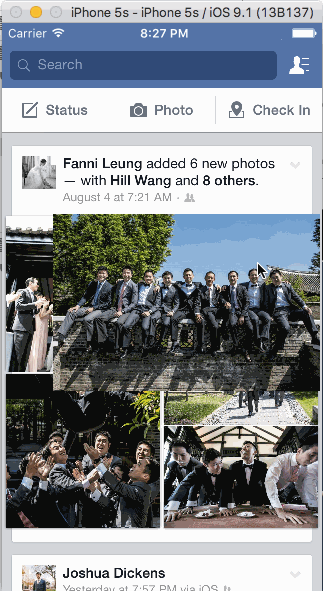 iPhone 5s - iPhone 5s / iOS 9.1 (13B137)
Carrier 8:27 PM
Search
Status Photo Check In
Fanni Leung added 6 new photos
— with Hill Wang and 8 others.
August 4 at 7:21 AM ·
Joshua Dickens
Yesterday at 7:57 PM via iOS ·